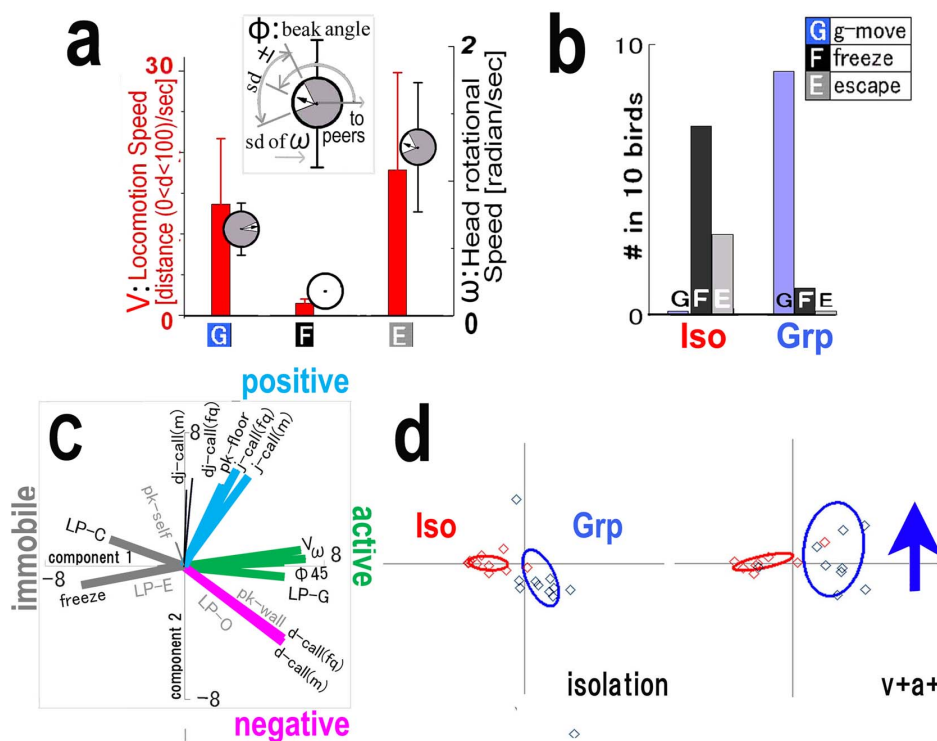 a
Φ: beak angle
sd ±
sd of ω
to
peers
30
0
V: Locomotion Speed
[distance (0<d<100)/sec]
2
0
ω: Head rotational
Speed [radian/sec]
G
F
E
b
G g-move
F freeze
E escape
10
0
# in 10 birds
G F E
G F E
Iso
Grp
c
positive
dj-call(m)
dj-call(fq)
pk-floor
j-call(fq)
j-call(m)
8
pk-self
immobile
LP-C
component 1
-8
freeze
LP-E
LP-O
V
ω
8
Φ 45
LP-G
active
pk-wall
d-call(fq)
d-call(m)
component 2
-8
negative
d
Iso
Grp
isolation
v+a+